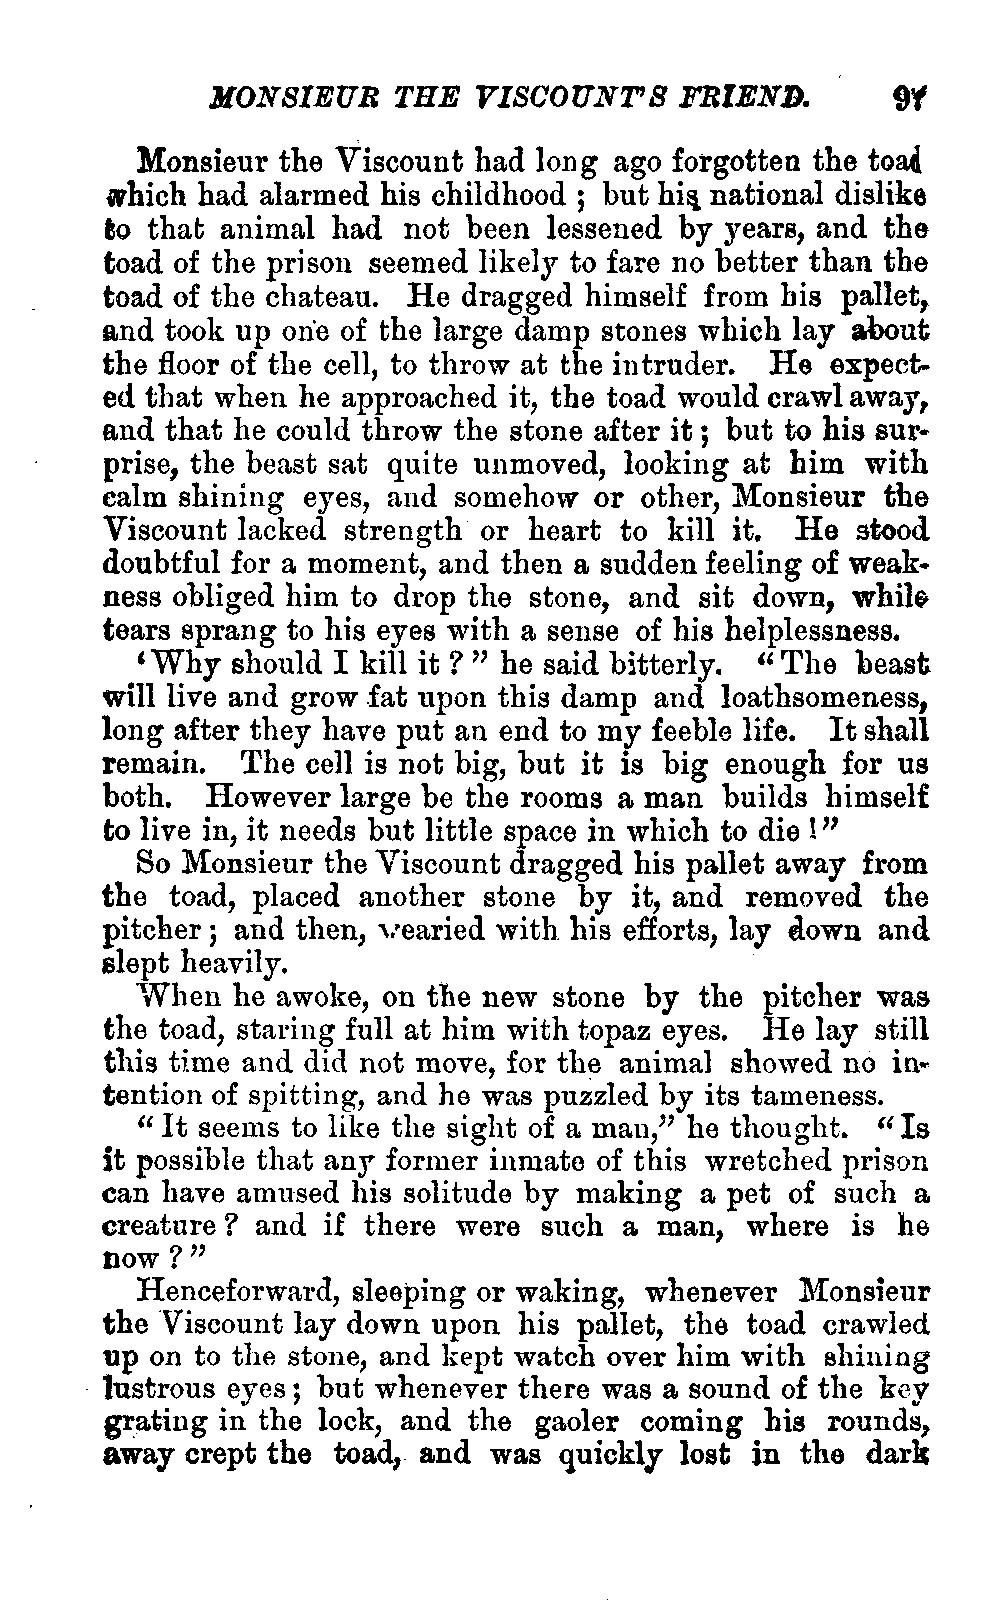 MONSIEUR THE VISCOUNT'S FRIEND. 97
Monsieur the Viscount had long ago forgotten the toad
which had alarmed his childhood ; but his national dislike
to that animal had not been lessened by years, and the
toad of the prison seemed likely to fare no better than the
toad of the chateau. He dragged himself from his pallet,
and took up one of the large damp stones which lay about
the floor of the cell, to throw at the intruder. He expect-
ed that when he approached it, the toad would crawl away,
and that he could throw the stone after it ; but to his sur-
prise, the beast sat quite unmoved, looking at him with
calm shining eyes, and somehow or other, Monsieur the
Viscount lacked strength or heart to kill it. He stood
doubtful for a moment, and then a sudden feeling of weak-
ness obliged him to drop the stone, and sit down, while
tears sprang to his eyes with a sense of his helplessness.
‘Why should I kill it ? ” he said bitterly. “ The beast
will live and grow fat upon this damp and loathsomeness,
long after they have put an end to my feeble life. It shall
remain. The cell is not big, but it is big enough for us
both. However large be the rooms a man builds himself
to live in, it needs but little space in which to die !”
So Monsieur the Viscount dragged his pallet away from
the toad, placed another stone by it, and removed the
pitcher ; and then, wearied with his efforts, lay down and
slept heavily.
When he awoke, on the new stone by the pitcher was
the toad, staring full at him with topaz eyes. He lay still
this time and did not move, for the animal showed no in-
tention of spitting, and he was puzzled by its tameness.
“ It seems to like the sight of a man,” he thought. “ Is
it possible that any former inmate of this wretched prison
can have amused his solitude by making a pet of such a
creature ? and if there were such a man, where is he
now ? ”
Henceforward, sleeping or waking, whenever Monsieur
the Viscount lay down upon his pallet, the toad crawled
up on to the stone, and kept watch over him with shining
lustrous eyes ; but whenever there was a sound of the key
grating in the lock, and the gaoler coming his rounds,
away crept the toad, and was quickly lost in the dark